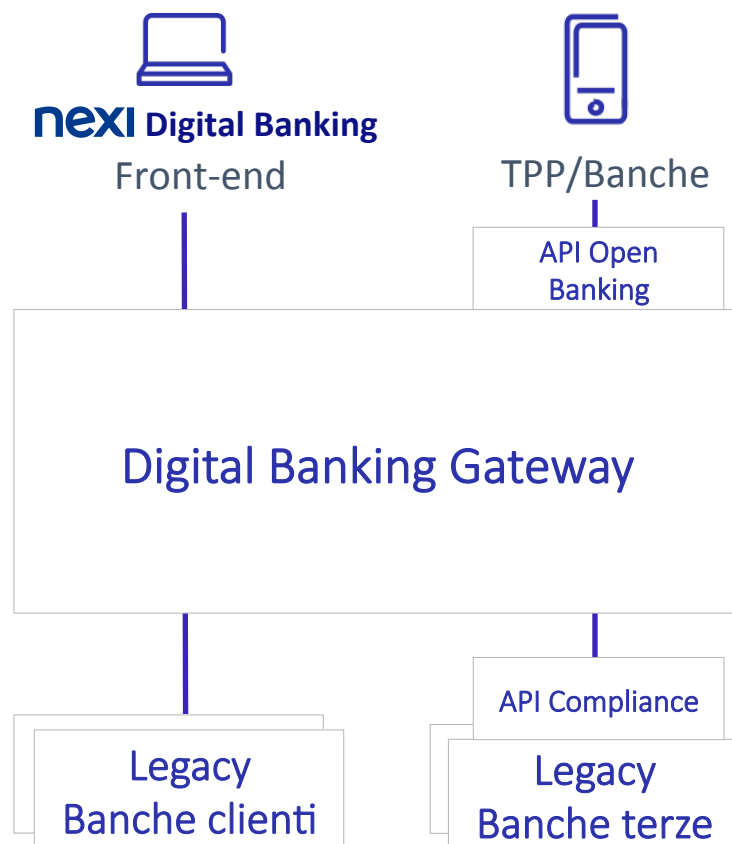 nexi Digital Banking
Front-end
TPP/Banche
API Open
Banking
Digital Banking Gateway
API Compliance
Legacy
Banche clienti
Legacy
Banche terze